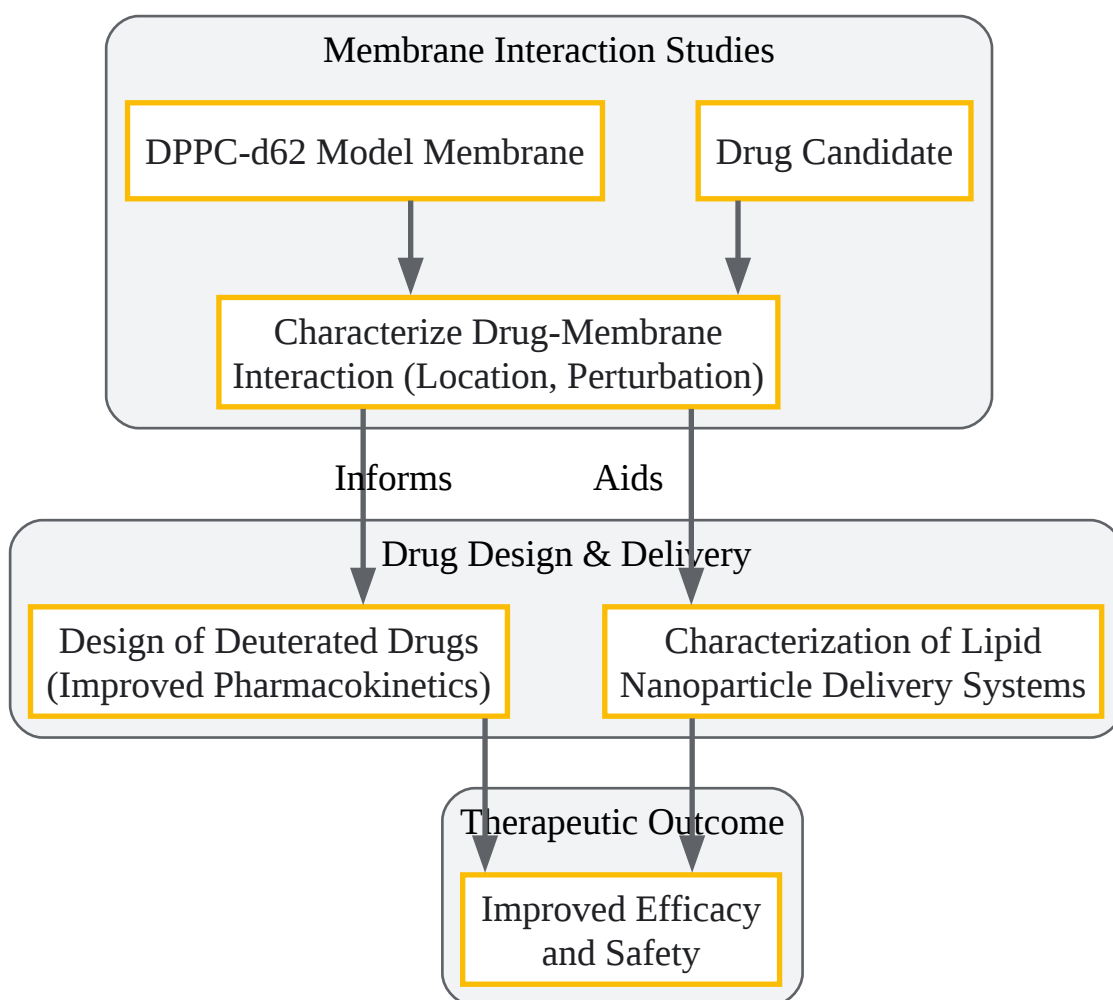 Membrane Interaction Studies
DPPC-d62 Model Membrane
Drug Candidate
Characterize Drug-Membrane
Interaction (Location, Perturbation)
Informs
Aids
Drug Design & Delivery
Design of Deuterated Drugs
(Improved Pharmacokinetics)
Characterization of Lipid
Nanoparticle Delivery Systems
Therapeutic Outcome
Improved Efficacy
and Safety